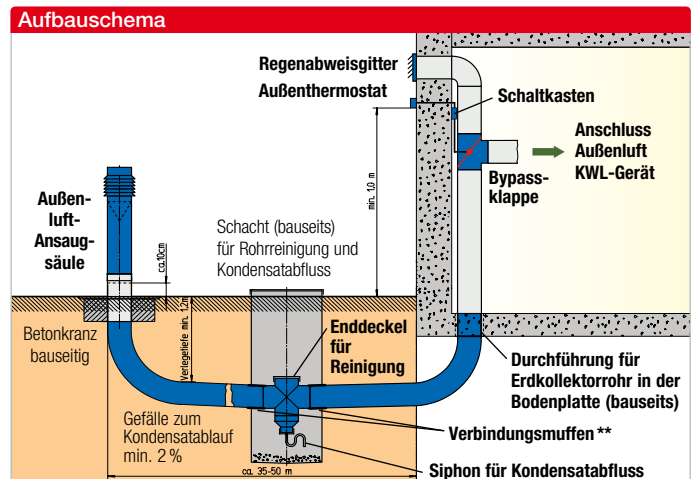 Aufbauschema
Regenabweisgitter
Außenthermostat
Schaltkasten
Anschluss
Außenluft
KWL-Gerät
Bypass-
klappe
min. 1,0 m
Außen-
luft-
Ansaug-
säule
ca.10cm
Schacht (bauseits)
für Rohrreinigung und
Kondensatabfluss
Betonkranz
bauseitig
Verlegetiefe min. 1,2m
Enddeckel
für
Reinigung
Durchführung für
Erdkollektorrohr in der
Bodenplatte (bauseits)
Gefälle zum
Kondensatablauf
min. 2 %
Verbindungsmuffen **
ca. 35-50 m
Siphon für Kondensatabfluss